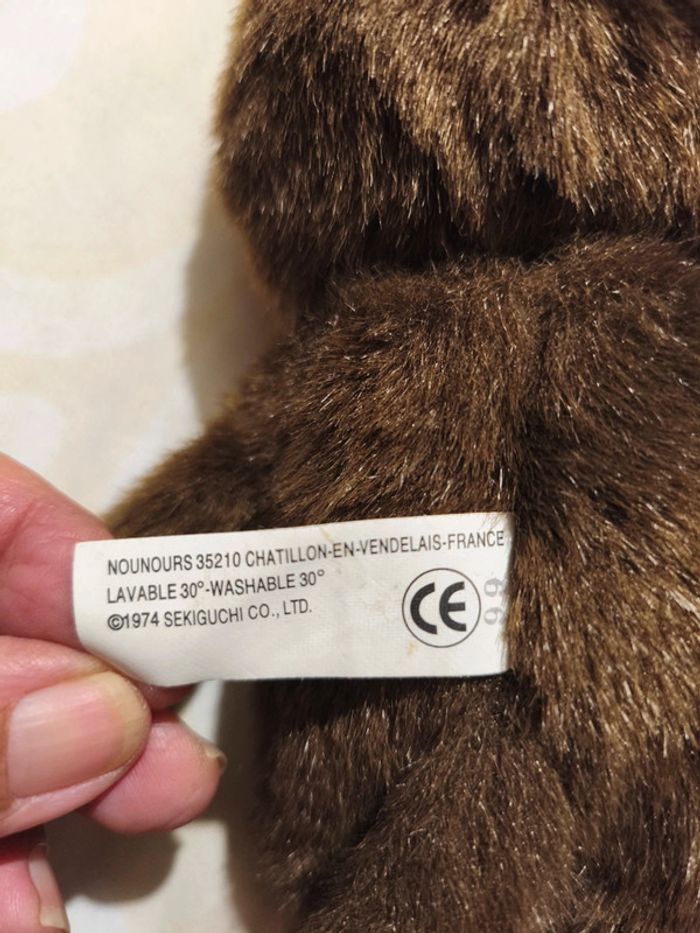 NOUNOURS 35210 CHATILLON-EN-VENDELAIS-FRANCE
LAVABLE 30°-WASHABLE 30°
©1974 SEKIGUCHI CO., LTD.
CE